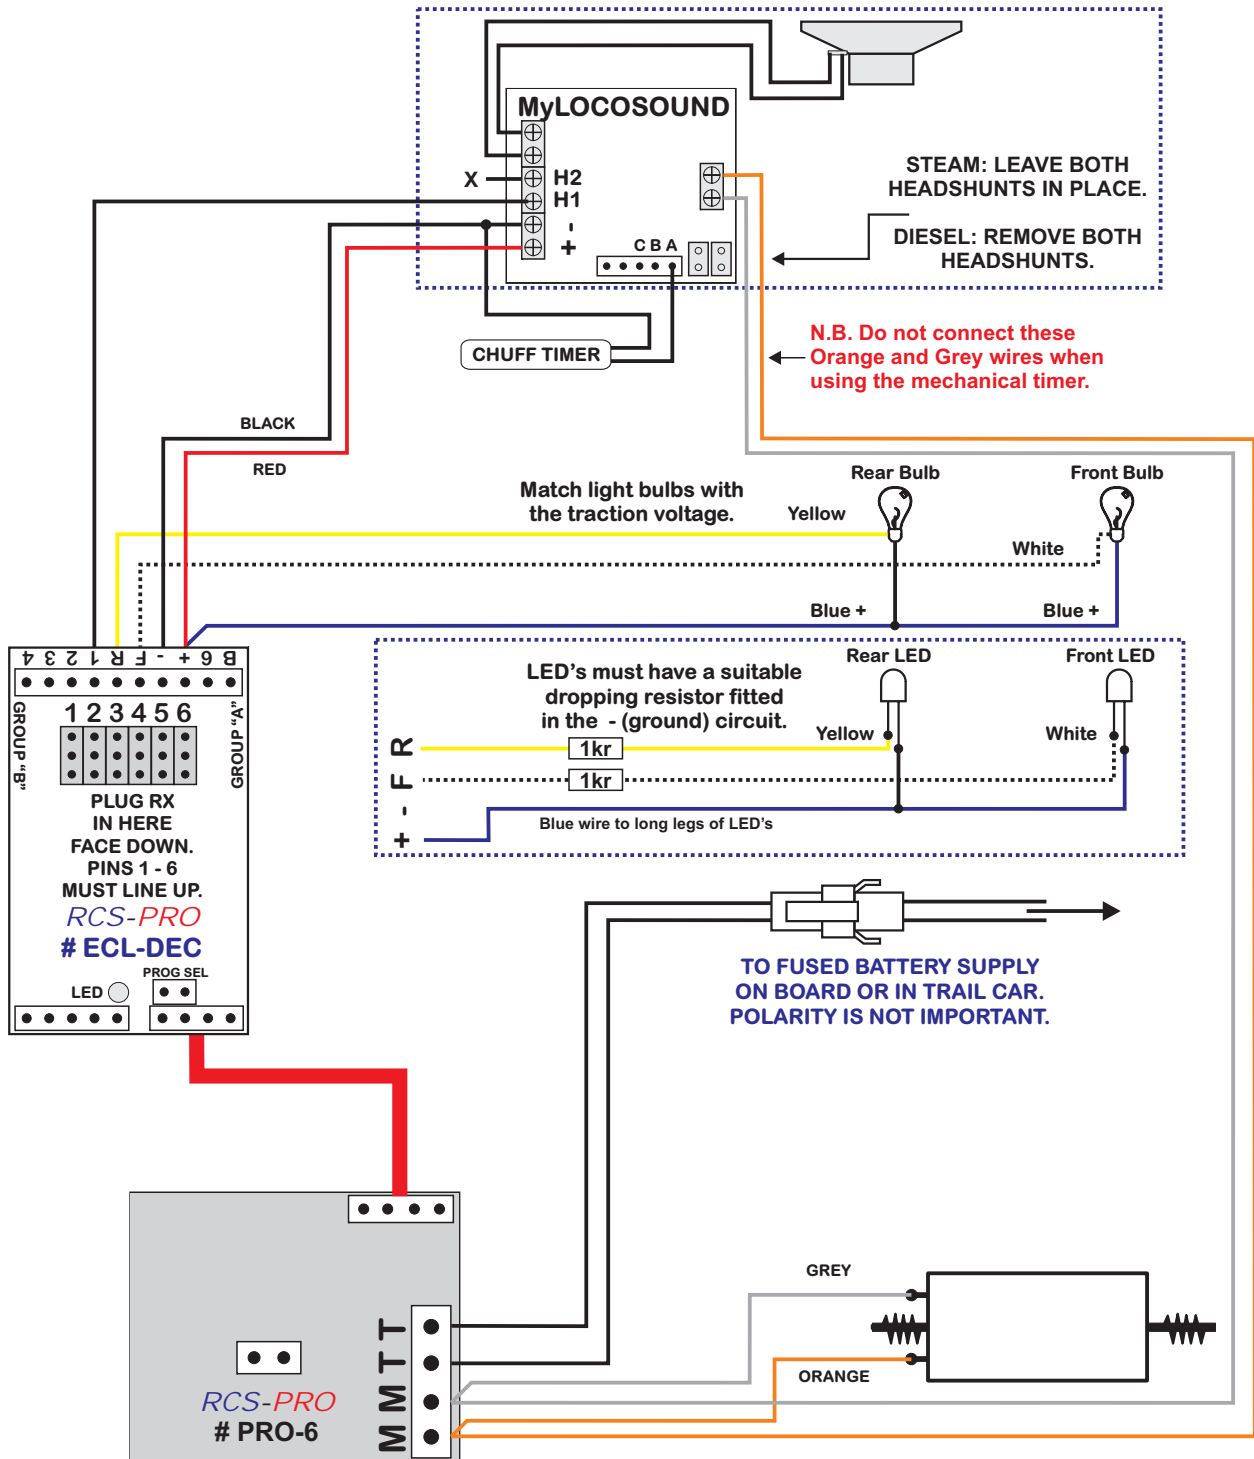 MyLOCOSOUND
X
H2
H1
-
+
C B A
STEAM: LEAVE BOTH
HEADSHUNTS IN PLACE.
DIESEL: REMOVE BOTH
HEADSHUNTS.
CHUFF TIMER
N.B. Do not connect these
Orange and Grey wires when
using the mechanical timer.
BLACK
RED
Match light bulbs with
the traction voltage.
Rear Bulb
Front Bulb
Yellow
White
Blue +
Blue +
4 3 2 1 R F - + 6 B
GROUP "B"
GROUP "A"
1 2 3 4 5 6
PLUG RX
IN HERE
FACE DOWN.
PINS 1 - 6
MUST LINE UP.
RCS-PRO
# ECL-DEC
PROG SEL
LED
LED's must have a suitable
dropping resistor fitted
in the - (ground) circuit.
Rear LED
Front LED
Yellow
White
R
1kr
F
1kr
-
+
Blue wire to long legs of LED's
TO FUSED BATTERY SUPPLY
ON BOARD OR IN TRAIL CAR.
POLARITY IS NOT IMPORTANT.
GREY
ORANGE
M M T T
RCS-PRO
# PRO-6